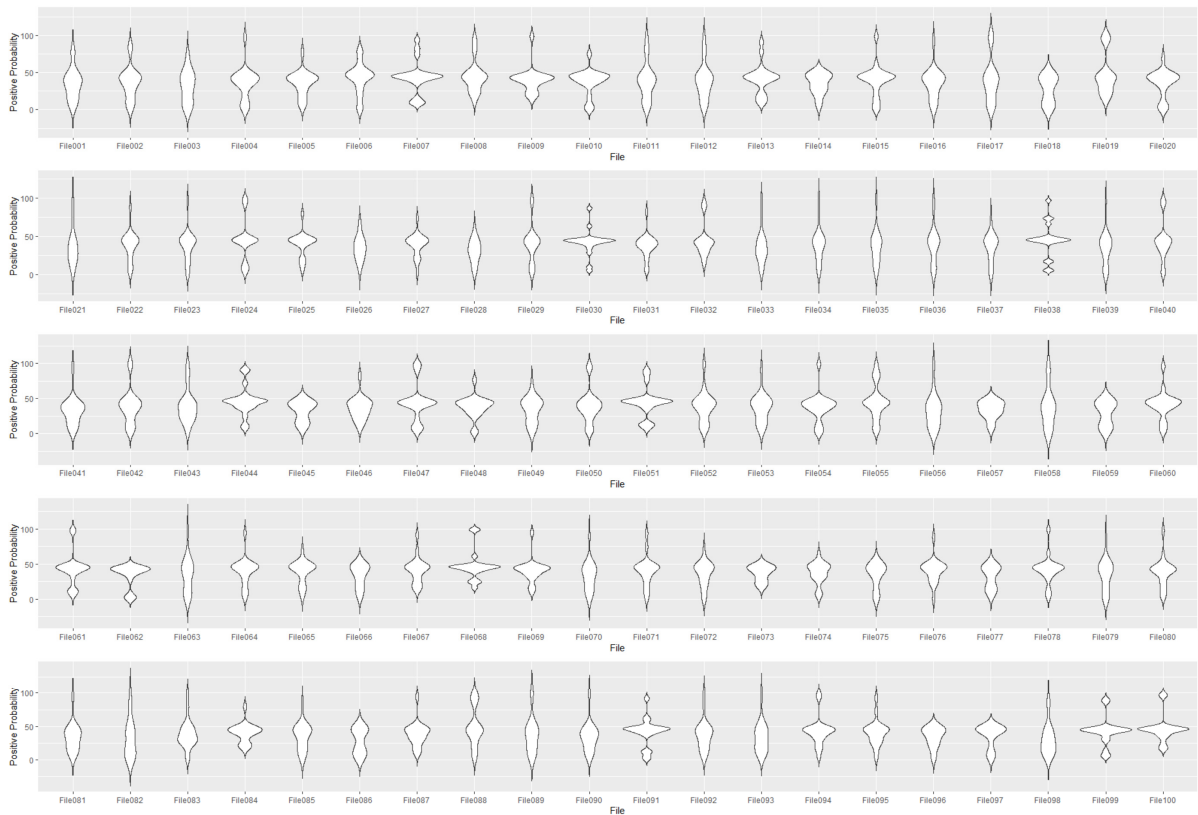 Positive Probability
100
50
0
File001 File002 File003 File004 File005 File006 File007 File008 File009 File010 File011 File012 File013 File014 File015 File016 File017 File018 File019 File020
File
Positive Probability
100
50
0
File021 File022 File023 File024 File025 File026 File027 File028 File029 File030 File031 File032 File033 File034 File035 File036 File037 File038 File039 File040
File
Positive Probability
100
50
0
File041 File042 File043 File044 File045 File046 File047 File048 File049 File050 File051 File052 File053 File054 File055 File056 File057 File058 File059 File060
File
Positive Probability
100
50
0
File061 File062 File063 File064 File065 File066 File067 File068 File069 File070 File071 File072 File073 File074 File075 File076 File077 File078 File079 File080
File
Positive Probability
100
50
0
File081 File082 File083 File084 File085 File086 File087 File088 File089 File090 File091 File092 File093 File094 File095 File096 File097 File098 File099 File100
File